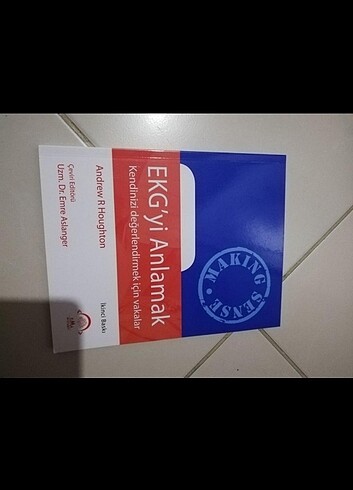 MAKING SENSE
EKG'yi Anlamak
Kendinizi değerlendirmek için vakalar
Andrew R Houghton
İkinci Baskı
Çeviri Editörü
Uzm. Dr. Emre Aslanger